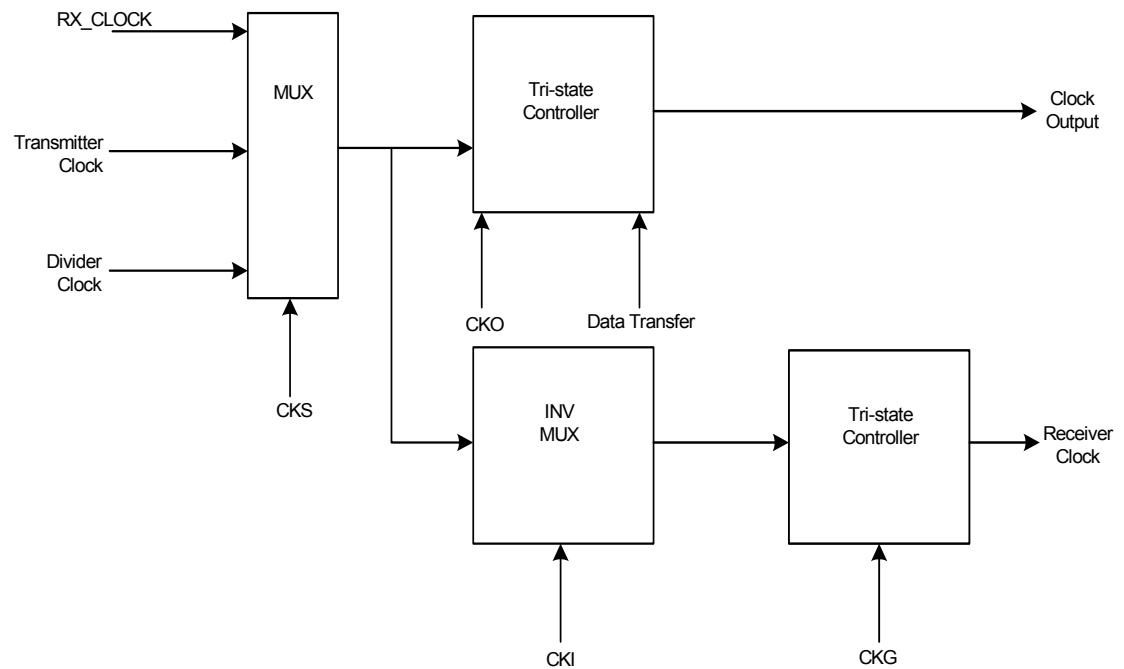 RX_CLOCK
MUX
Tri-state
Controller
Clock
Output
Transmitter
Clock
Divider
Clock
CKO
Data Transfer
CKS
INV
MUX
Tri-state
Controller
Receiver
Clock
CKI
CKG